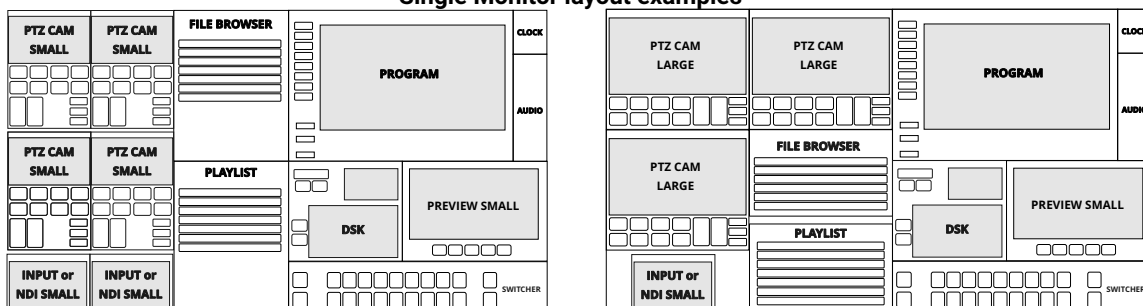 Single Monitor layout examples
PTZ CAM
SMALL
PTZ CAM
SMALL
FILE BROWSER
PROGRAM
CLOCK
AUDIO
PTZ CAM
SMALL
PTZ CAM
SMALL
PLAYLIST
DSK
PREVIEW SMALL
INPUT or
NDI SMALL
INPUT or
NDI SMALL
SWITCHER
PTZ CAM
LARGE
PTZ CAM
LARGE
PROGRAM
CLOCK
AUDIO
PTZ CAM
LARGE
FILE BROWSER
PLAYLIST
DSK
PREVIEW SMALL
INPUT or
NDI SMALL
SWITCHER